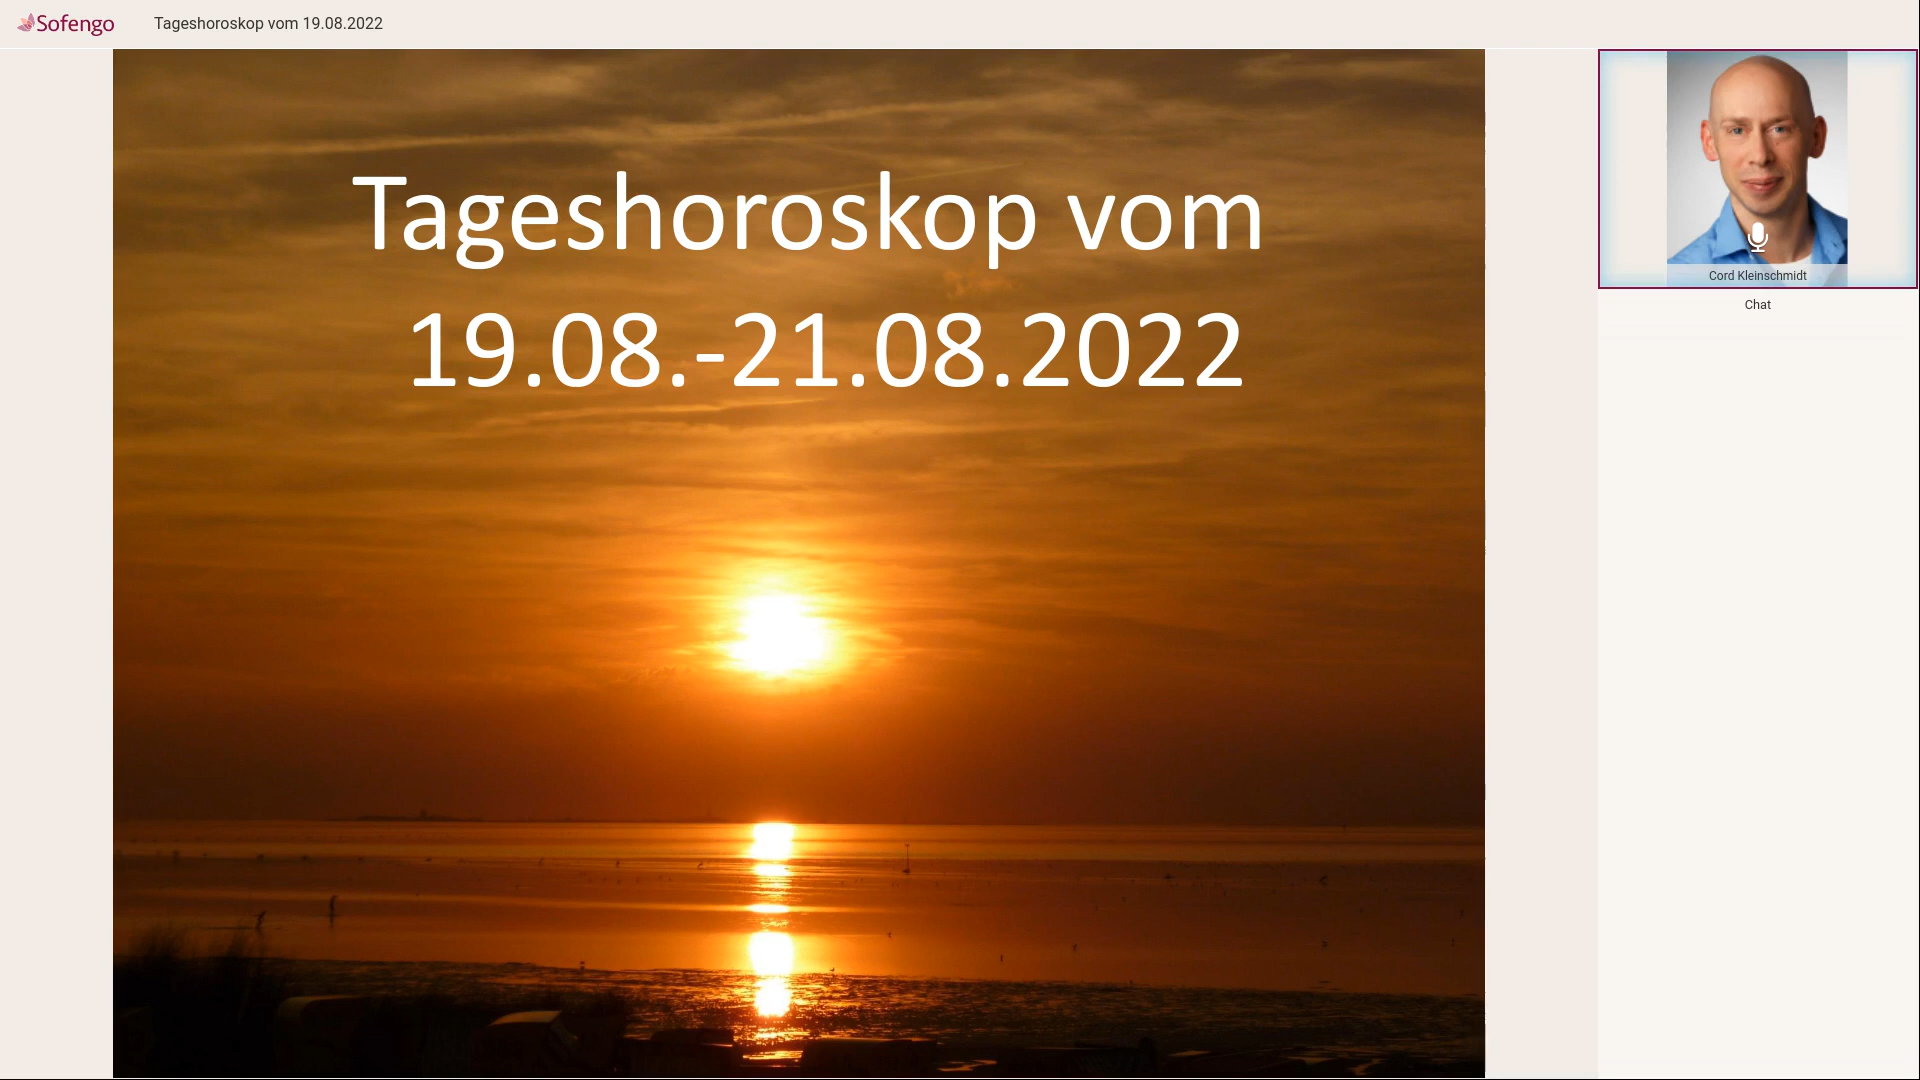 Sofengo
Tageshoroskop vom 19.08.2022
Tageshoroskop vom
19.08.-21.08.2022
Cord Kleinschmidt
Chat